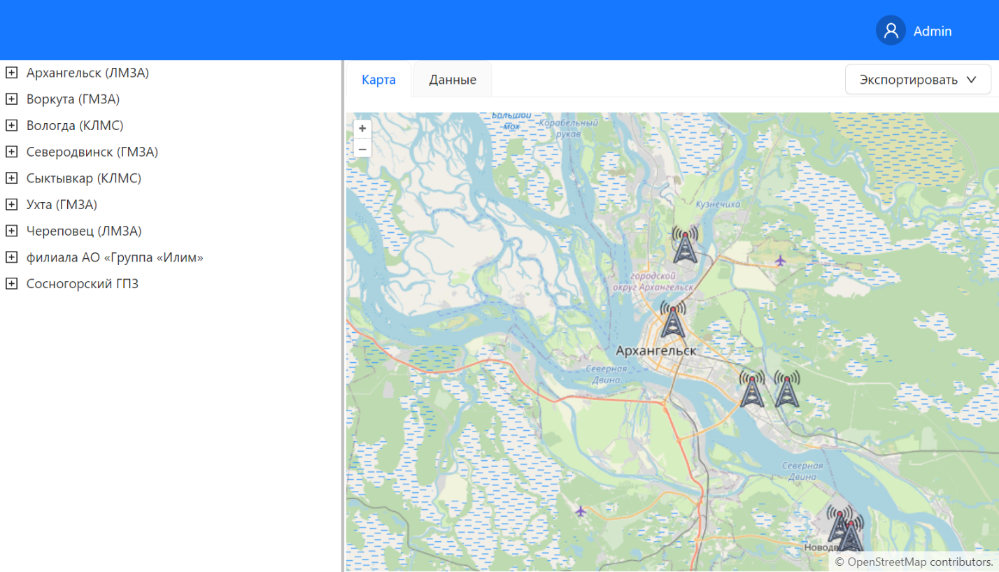 Admin
Архангельск (ЛМЗА)
Воркута (ГМЗА)
Вологда (КЛМС)
Северодвинск (ГМЗА)
Сыктывкар (КЛМС)
Ухта (ГМЗА)
Череповец (ЛМЗА)
филиала АО «Группа «Илим»
Сосногорский ГПЗ
Карта
Данные
Экспортировать
+
−
Большой
мох
Корабельный
рукав
Кузнечиха
городской
округ Архангельск
Архангельск
Северная
Двина
Северная
Двина
Новодв
© OpenStreetMap contributors.